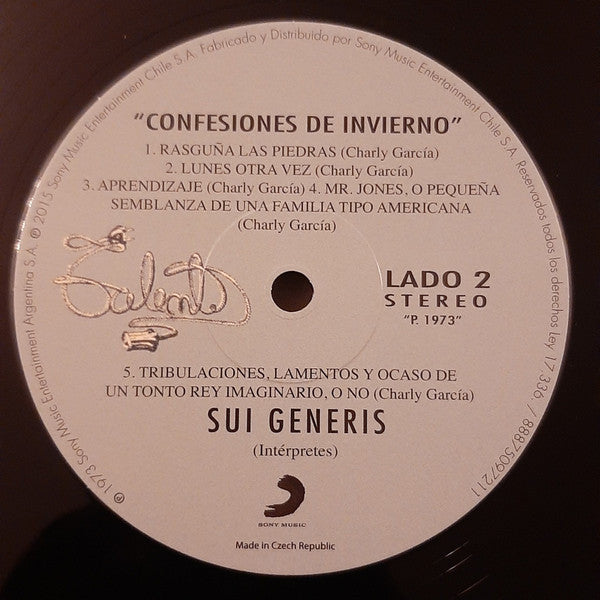 ℗ 1973 Sony Music Entertainment Argentina S.A. © 2015 Sony Music Entertainment Chile S.A. Fabricado y Distribuido por Sony Music Entertainment Chile S.A. Reservados todos los derechos Ley 17.336 / 88875097211
"CONFESIONES DE INVIERNO"
1. RASGUÑA LAS PIEDRAS (Charly García)
2. LUNES OTRA VEZ (Charly García)
3. APRENDIZAJE (Charly García) 4. MR. JONES, O PEQUEÑA
SEMBLANZA DE UNA FAMILIA TIPO AMERICANA
(Charly García)
Talent
LADO 2
STEREO
"P. 1973"
5. TRIBULACIONES, LAMENTOS Y OCASO DE
UN TONTO REY IMAGINARIO, O NO (Charly García)
SUI GENERIS
(Intérpretes)
SONY MUSIC
Made in Czech Republic